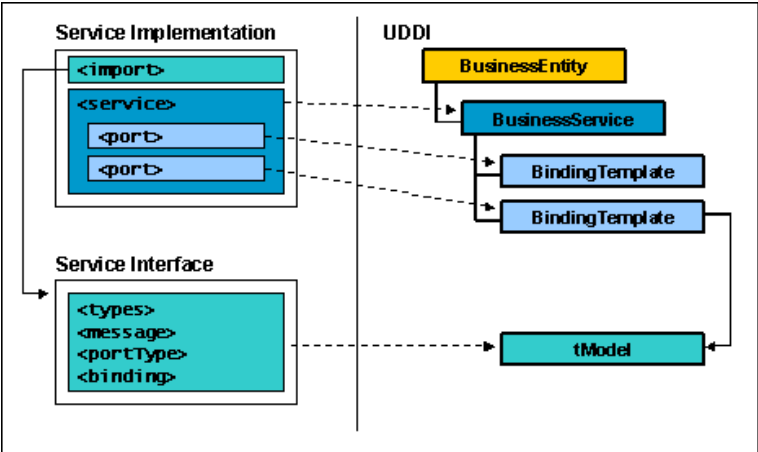 Service Implementation
<import>
<service>
<port>
<port>
Service Interface
<types>
<message>
<portType>
<binding>
UDDI
BusinessEntity
BusinessService
BindingTemplate
BindingTemplate
tModel